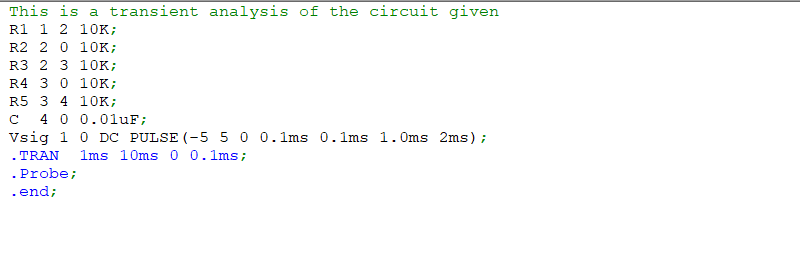 This is a transient analysis of the circuit given
R1 1 2 10K;
R2 2 0 10K;
R3 2 3 10K;
R4 3 0 10K;
R5 3 4 10K;
C  4 0 0.01uF;
Vsig 1 0 DC PULSE(-5 5 0 0.1ms 0.1ms 1.0ms 2ms);
.TRAN  1ms 10ms 0 0.1ms;
.Probe;
.end;